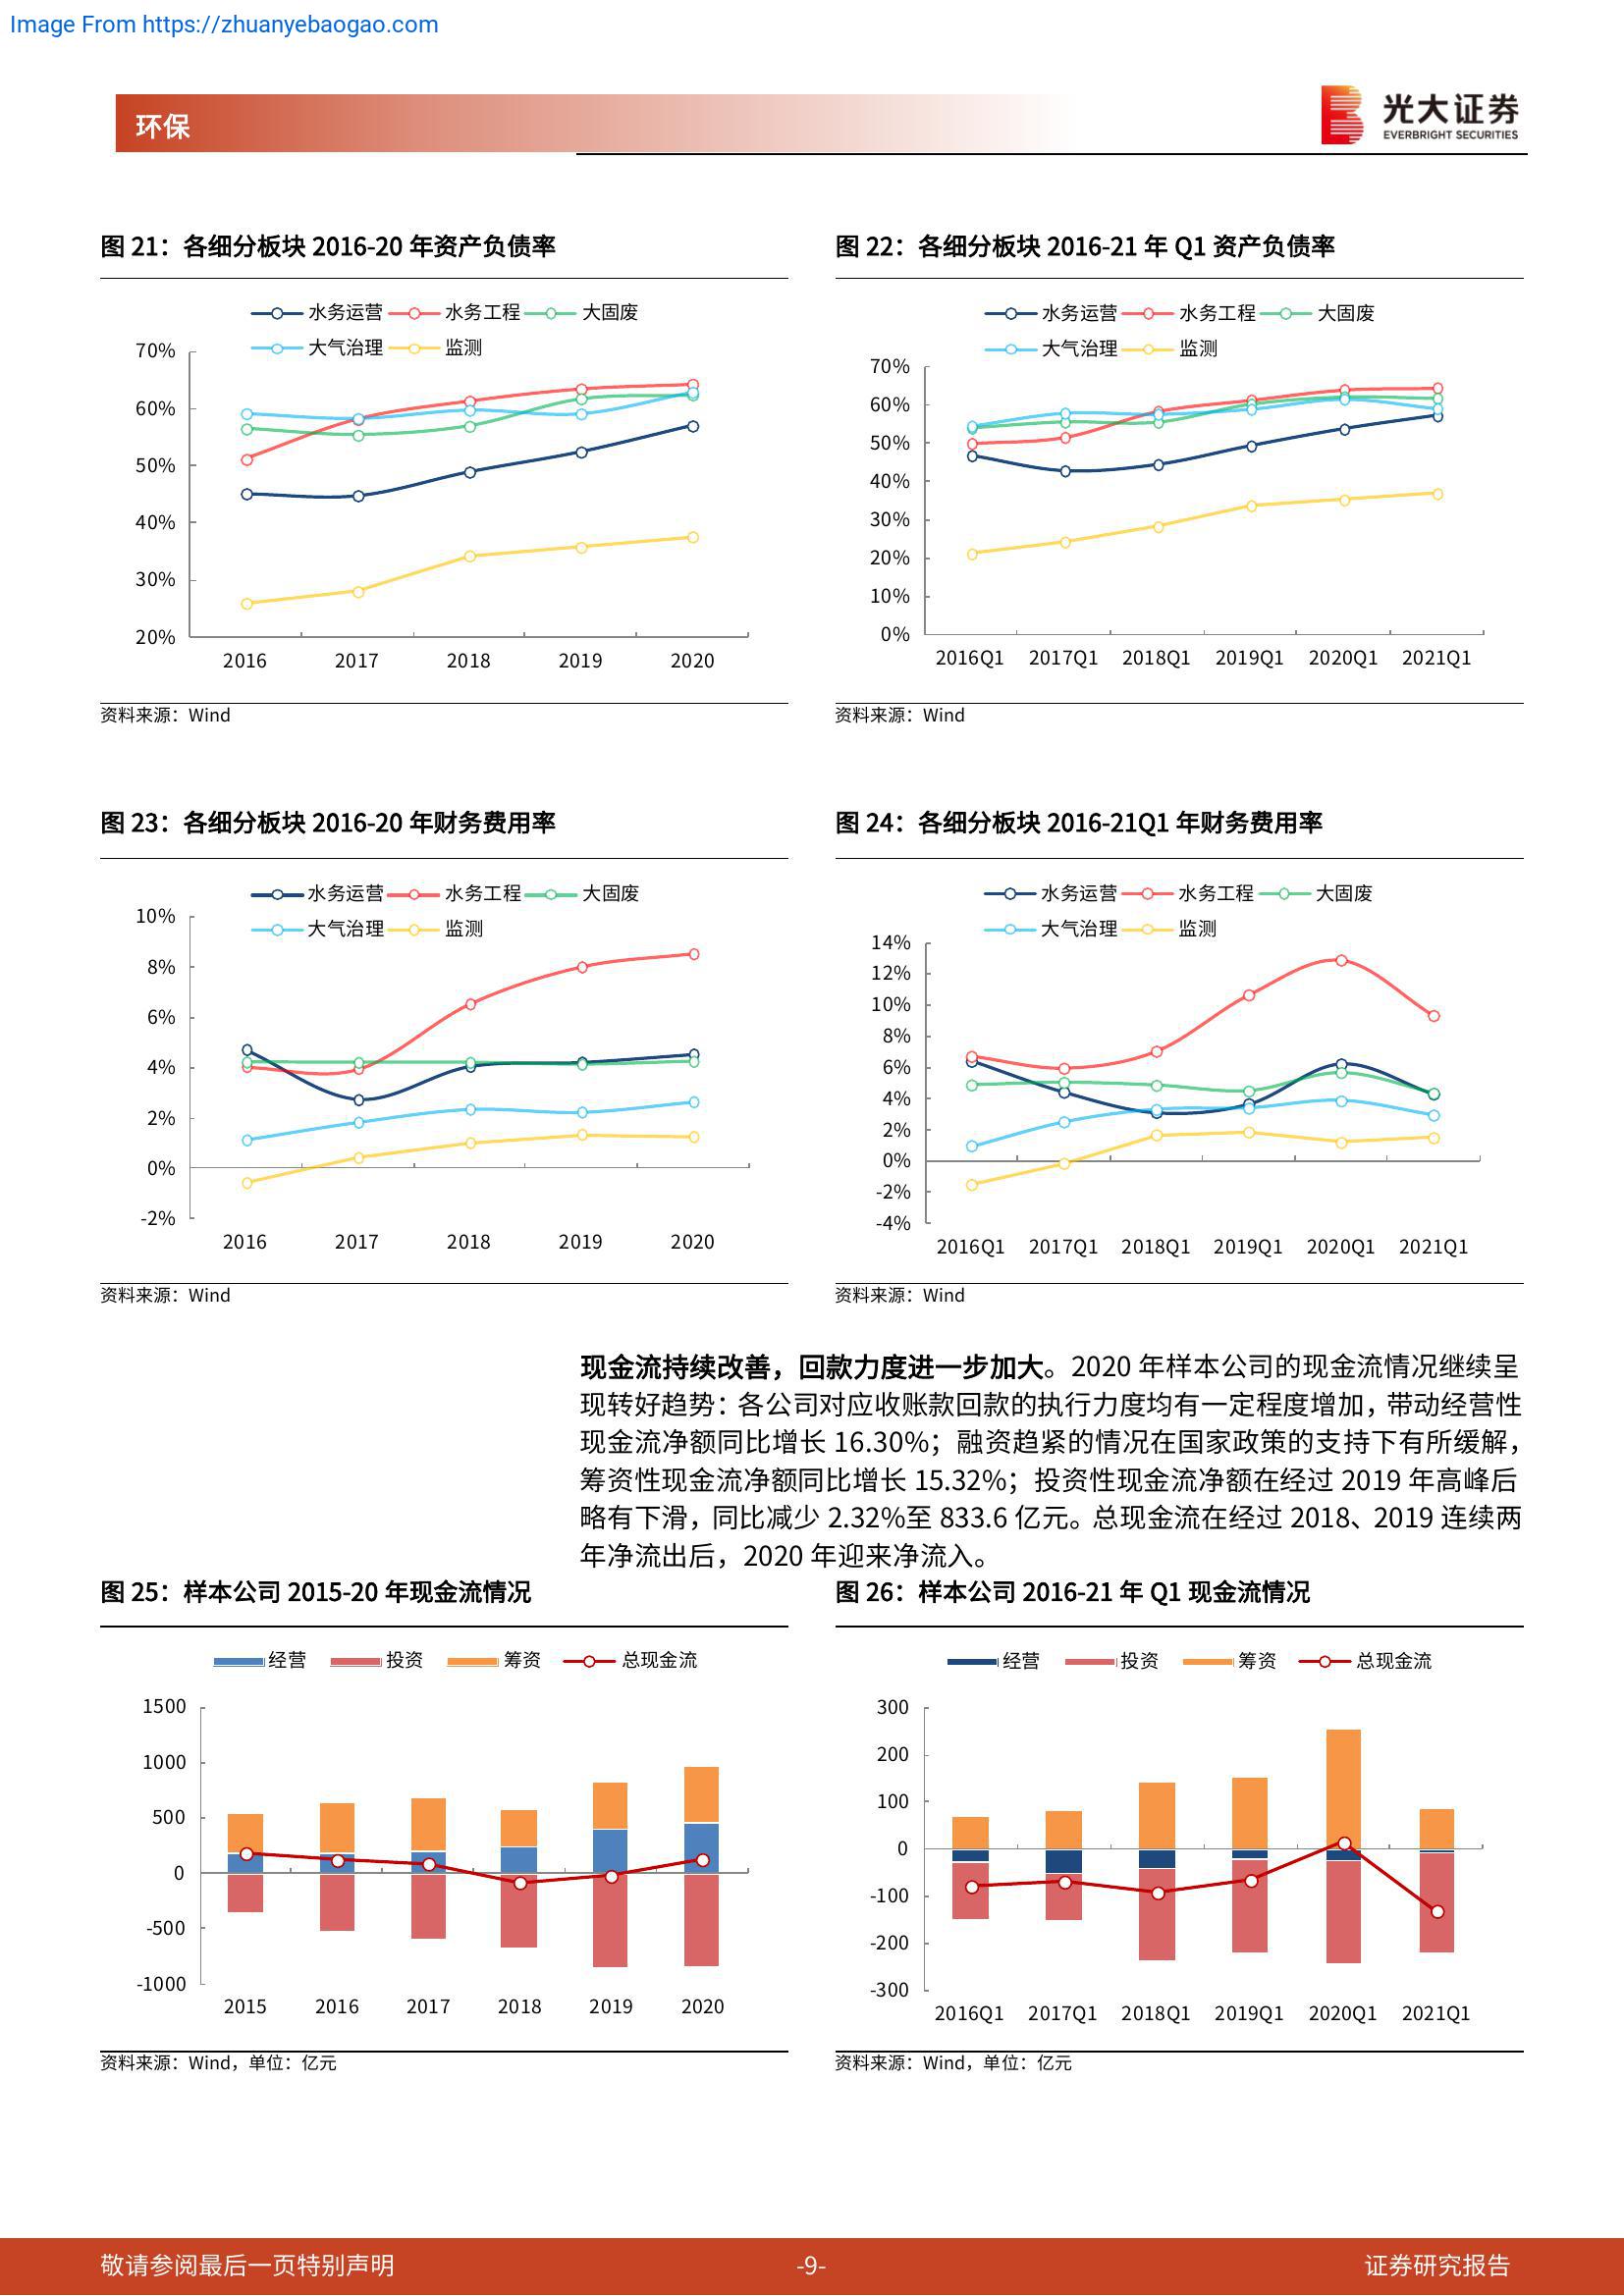 Image From https://zhuanyebaogao.com
环保
光大证券
EVERBRIGHT SECURITIES
图 21：各细分板块 2016-20 年资产负债率
水务运营 水务工程 大固废
大气治理 监测
70%
60%
50%
40%
30%
20%
2016 2017 2018 2019 2020
资料来源：Wind
图 22：各细分板块 2016-21 年 Q1 资产负债率
水务运营 水务工程 大固废
大气治理 监测
70%
60%
50%
40%
30%
20%
10%
0%
2016Q1 2017Q1 2018Q1 2019Q1 2020Q1 2021Q1
资料来源：Wind
图 23：各细分板块 2016-20 年财务费用率
水务运营 水务工程 大固废
大气治理 监测
10%
8%
6%
4%
2%
0%
-2%
2016 2017 2018 2019 2020
资料来源：Wind
图 24：各细分板块 2016-21Q1 年财务费用率
水务运营 水务工程 大固废
大气治理 监测
14%
12%
10%
8%
6%
4%
2%
0%
-2%
-4%
2016Q1 2017Q1 2018Q1 2019Q1 2020Q1 2021Q1
资料来源：Wind
现金流持续改善，回款力度进一步加大。2020 年样本公司的现金流情况继续呈
现转好趋势：各公司对应收账款回款的执行力度均有一定程度增加，带动经营性
现金流净额同比增长 16.30%；融资趋紧的情况在国家政策的支持下有所缓解，
筹资性现金流净额同比增长 15.32%；投资性现金流净额在经过 2019 年高峰后
略有下滑，同比减少 2.32%至 833.6 亿元。总现金流在经过 2018、2019 连续两
年净流出后，2020 年迎来净流入。
图 25：样本公司 2015-20 年现金流情况
经营 投资 筹资 总现金流
1500
1000
500
0
-500
-1000
2015 2016 2017 2018 2019 2020
资料来源：Wind，单位：亿元
图 26：样本公司 2016-21 年 Q1 现金流情况
经营 投资 筹资 总现金流
300
200
100
0
-100
-200
-300
2016Q1 2017Q1 2018Q1 2019Q1 2020Q1 2021Q1
资料来源：Wind，单位：亿元
敬请参阅最后一页特别声明
-9-
证券研究报告